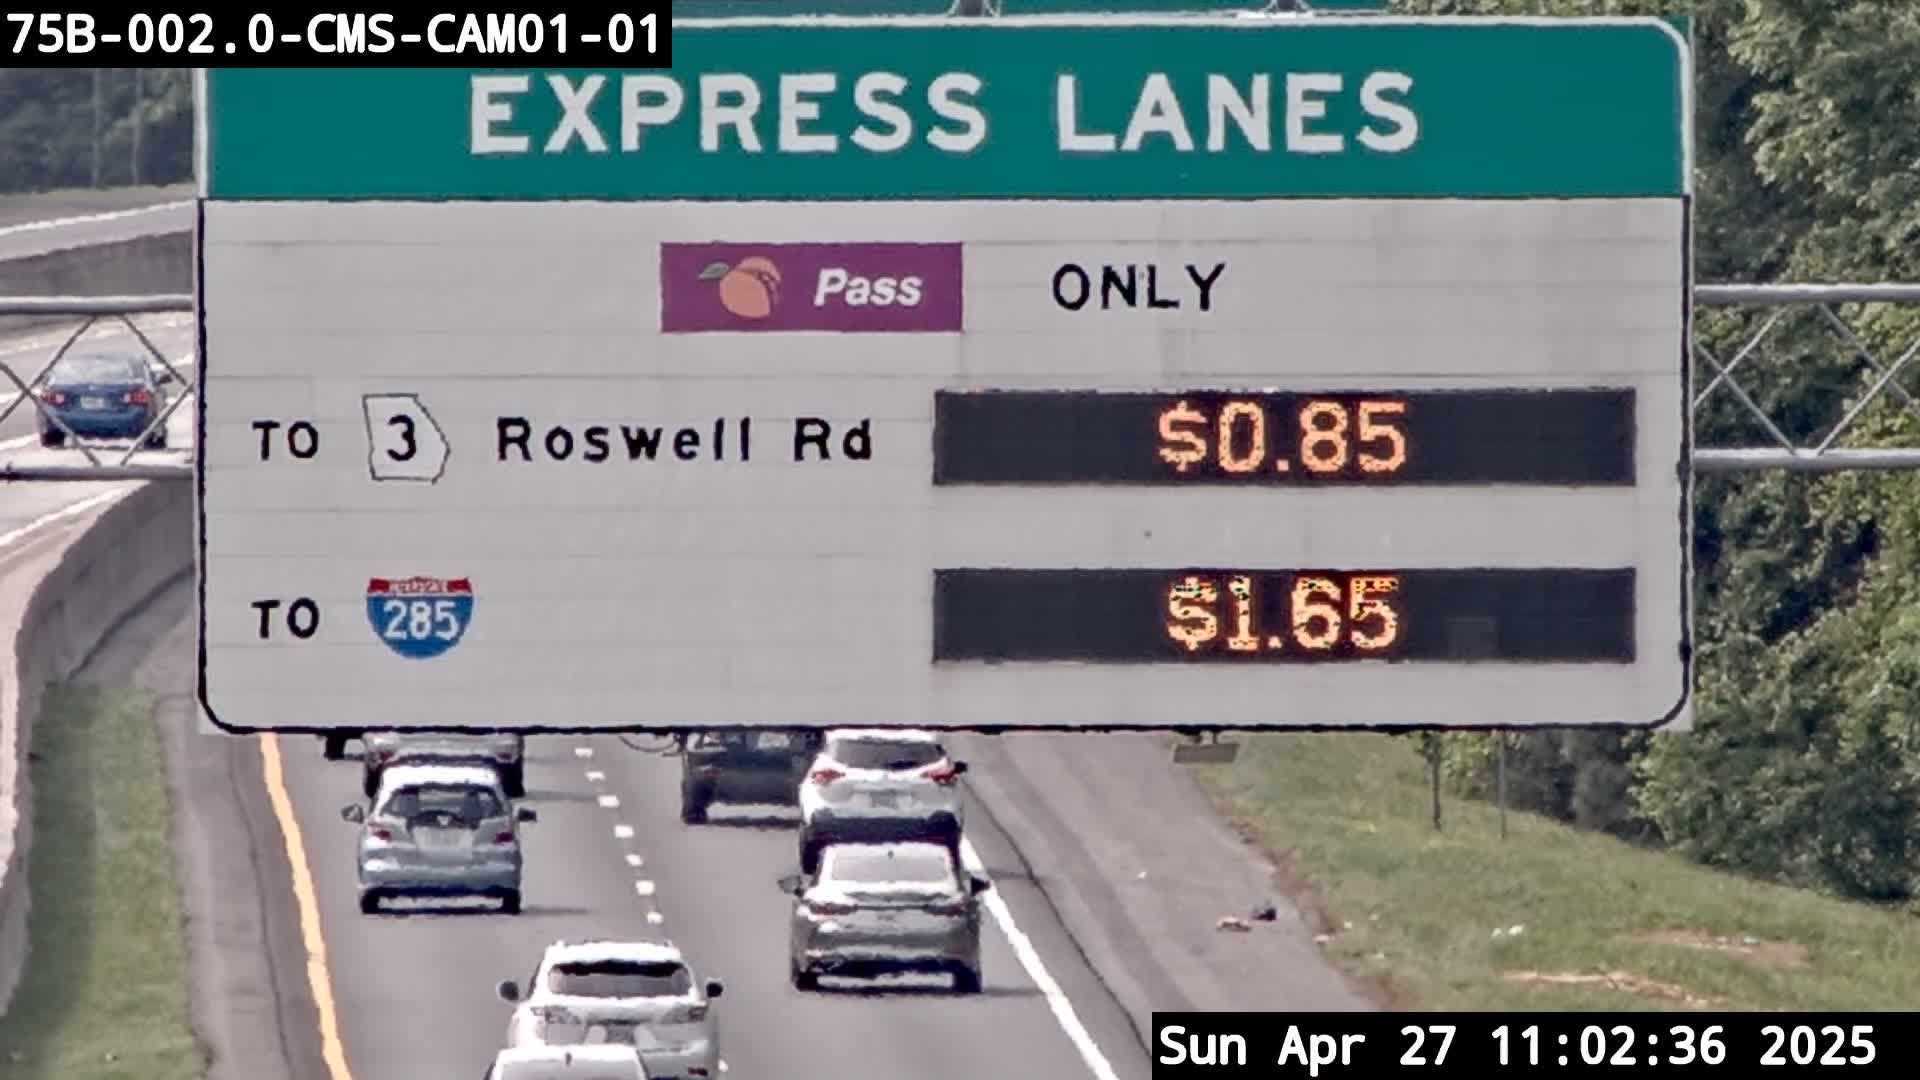 75B-002.0-CMS-CAM01-01
EXPRESS LANES
Pass ONLY
TO 3 Roswell Rd $0.85
TO 285 $1.65
Sun Apr 27 11:02:36 2025